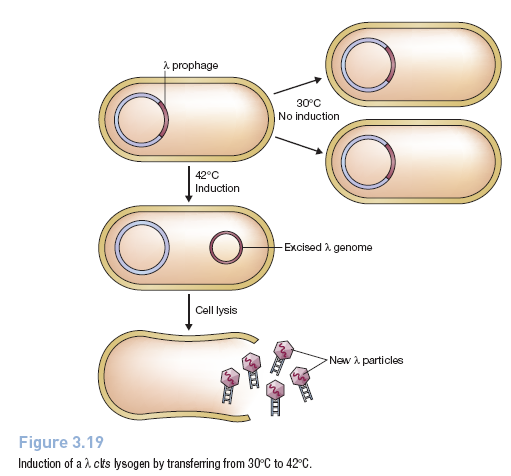 λ prophage
30°C
No induction
42°C
Induction
Excised λ genome
Cell lysis
New λ particles
Figure 3.19
Induction of a λ cIts lysogen by transferring from 30°C to 42°C.